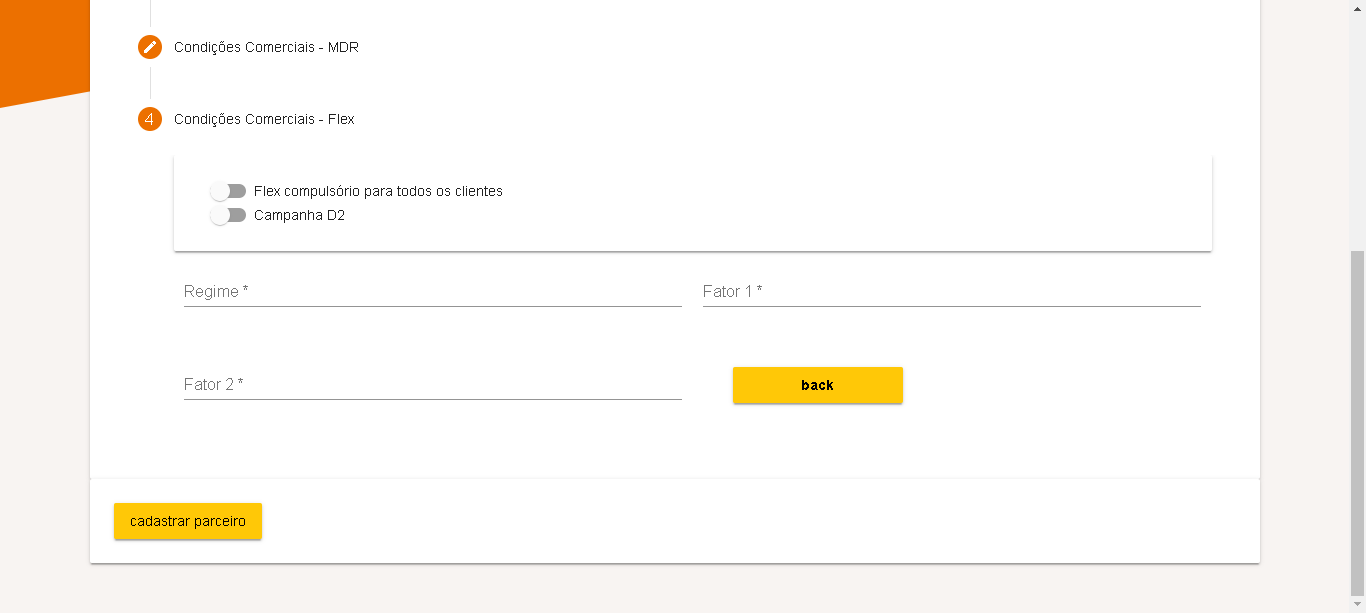 Condições Comerciais - MDR
4
Condições Comerciais - Flex
Flex compulsório para todos os clientes
Campanha D2
Regime *
Fator 1 *
Fator 2 *
back
cadastrar parceiro